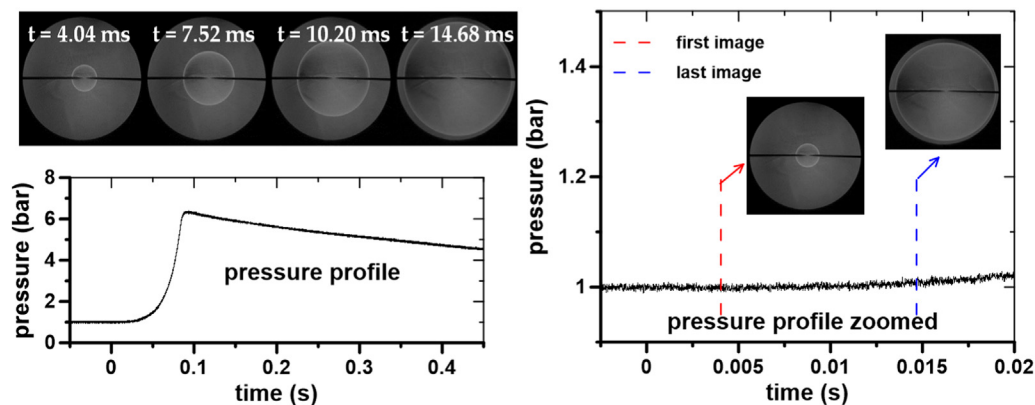 t = 4.04 ms t = 7.52 ms t = 10.20 ms t = 14.68 ms
8
6
4
2
0
pressure (bar)
pressure profile
0 0.1 0.2 0.3 0.4
time (s)
1.4
1.2
1
pressure (bar)
first image
last image
pressure profile zoomed
0 0.005 0.01 0.015 0.02
time (s)